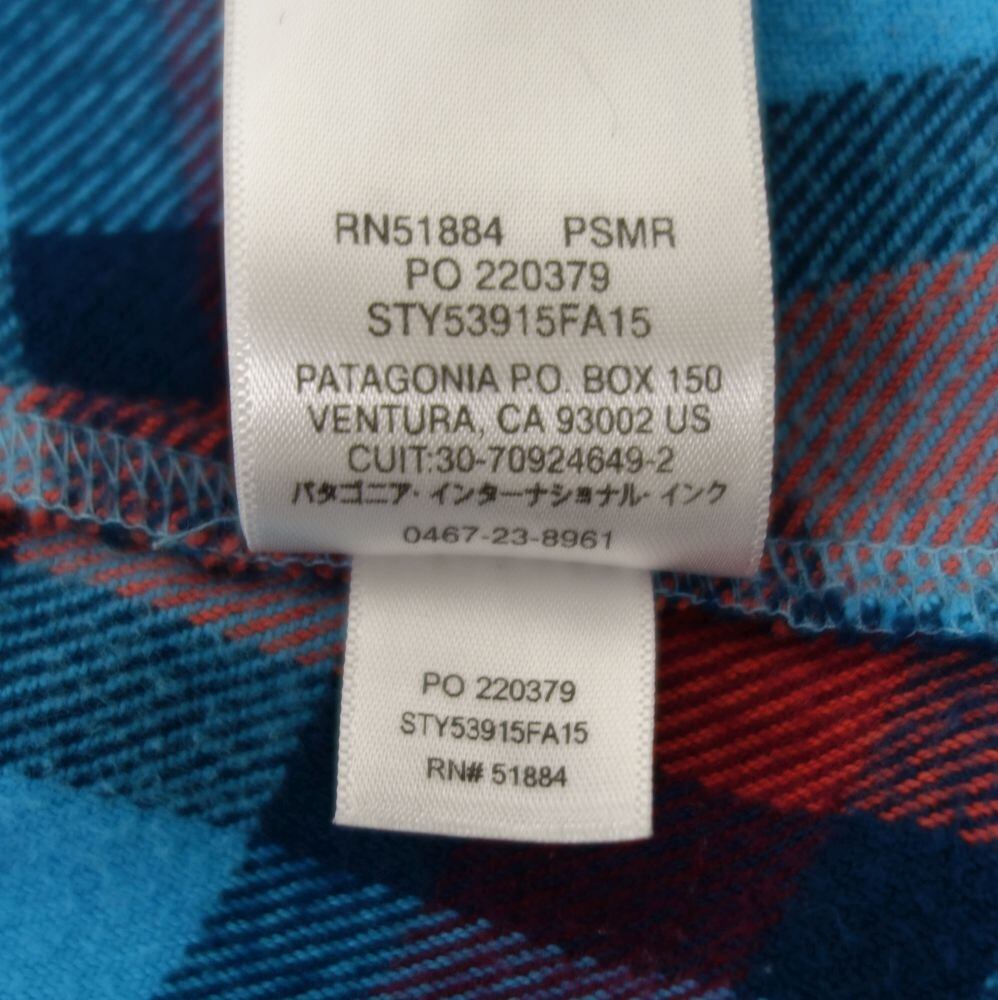 RN51884 PSMR
PO 220379
STY53915FA15
PATAGONIA P.O. BOX 150
VENTURA, CA 93002 US
CUIT:30-70924649-2
パタゴニア・インターナショナル・インク
0467-23-8961
PO 220379
STY53915FA15
RN# 51884